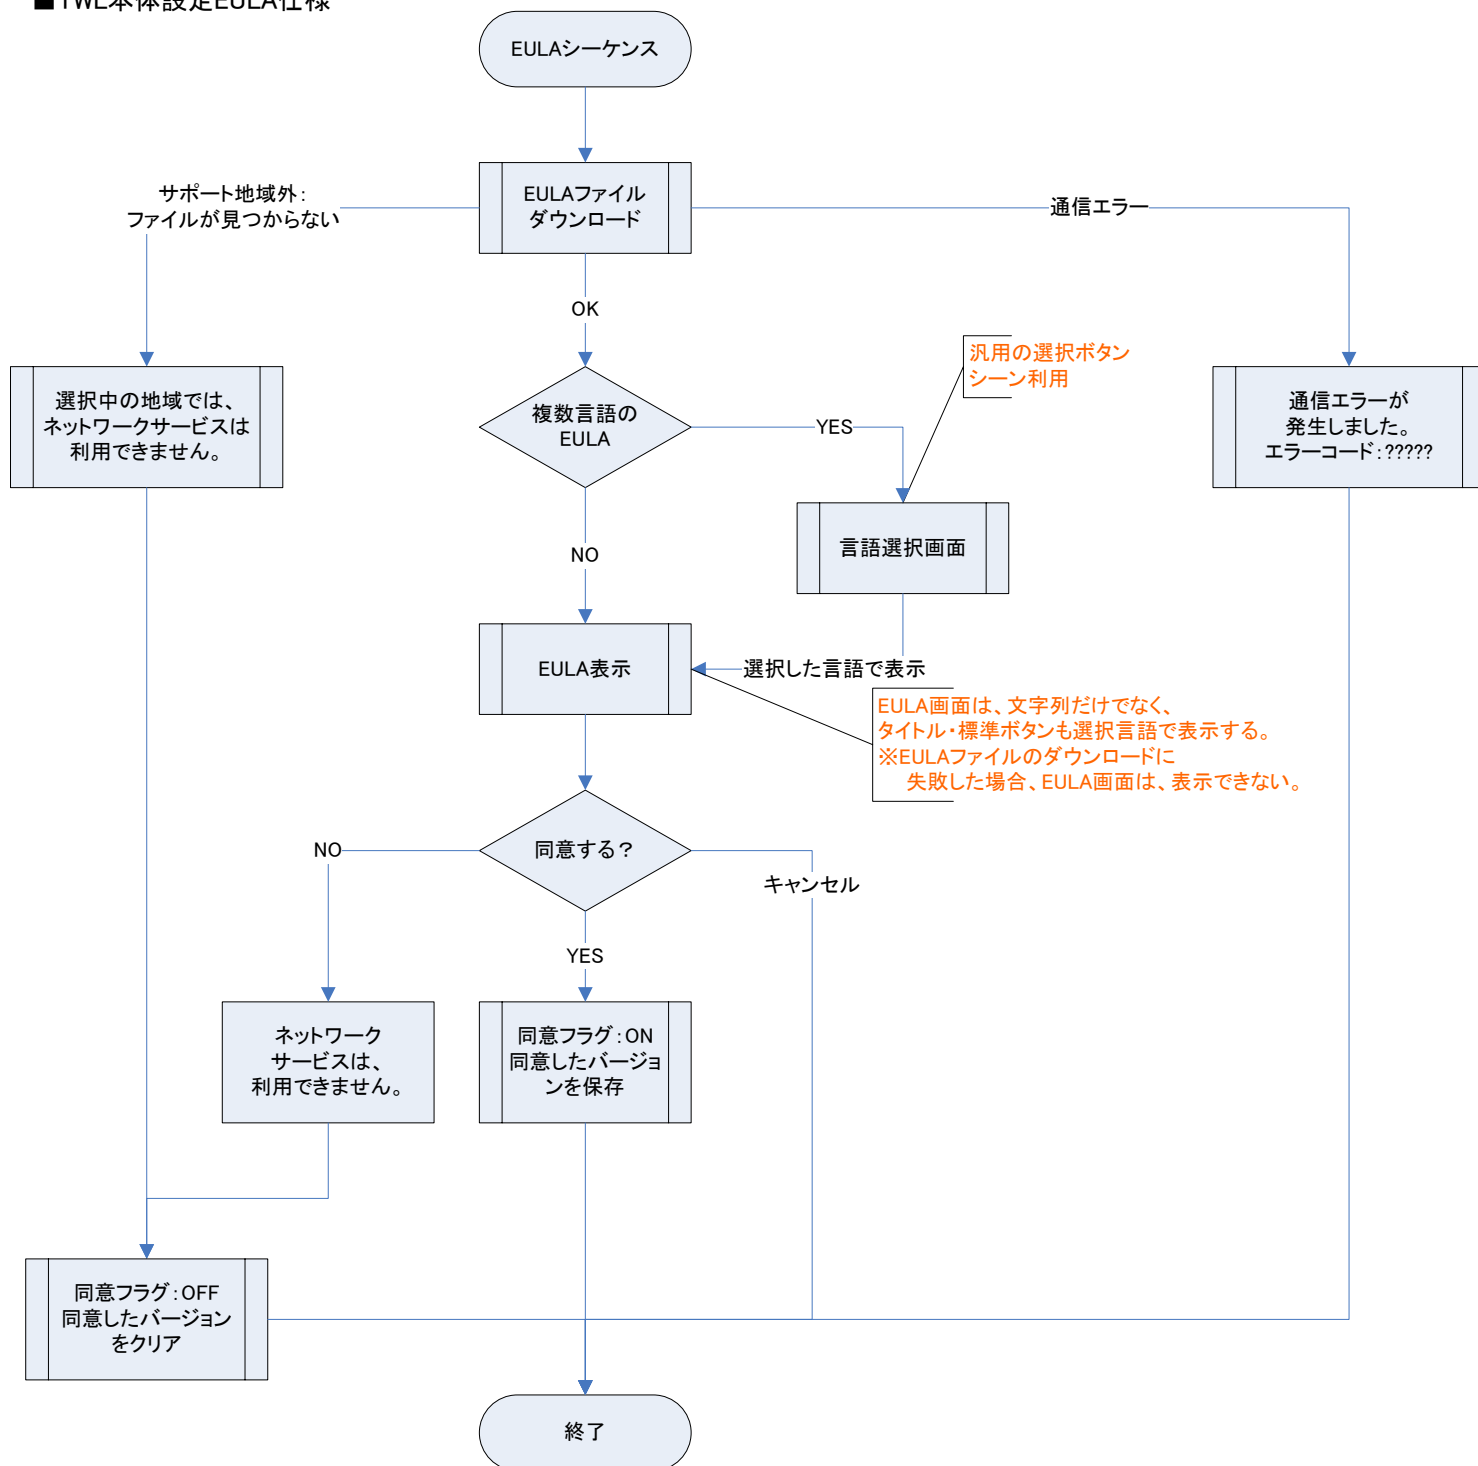 ■TWL本体設定EULA仕様
EULAシーケンス
EULAファイル
ダウンロード
サポート地域外：
ファイルが見つからない
通信エラー
OK
汎用の選択ボタン
シーン利用
選択中の地域では、
ネットワークサービスは
利用できません。
複数言語の
EULA
YES
通信エラーが
発生しました。
エラーコード：?????
言語選択画面
NO
EULA表示
選択した言語で表示
EULA画面は、文字列だけでなく、
タイトル・標準ボタンも選択言語で表示する。
※EULAファイルのダウンロードに
失敗した場合、EULA画面は、表示できない。
同意する？
NO
キャンセル
YES
ネットワーク
サービスは、
利用できません。
同意フラグ：ON
同意したバージョ
ンを保存
同意フラグ：OFF
同意したバージョン
をクリア
終了